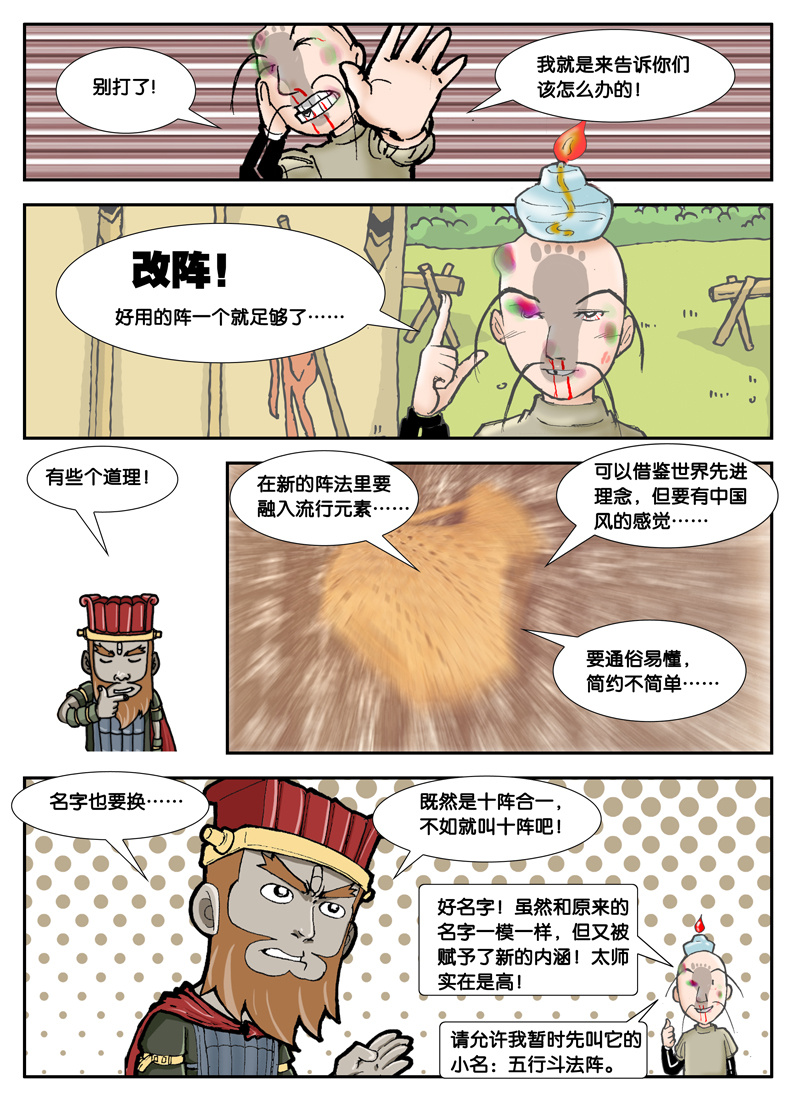 别打了!
我就是来告诉你们
该怎么办的!
改阵!
好用的阵一个就足够了……
有些个道理!
在新的阵法里要
融入流行元素……
可以借鉴世界先进
理念，但要有中国
风的感觉……
要通俗易懂，
简约不简单……
名字也要换……
既然是十阵合一，
不如就叫十阵吧!
好名字! 虽然和原来的
名字一模一样，但又被
赋予了新的内涵! 太师
实在是高!
请允许我暂时先叫它的
小名：五行斗法阵。